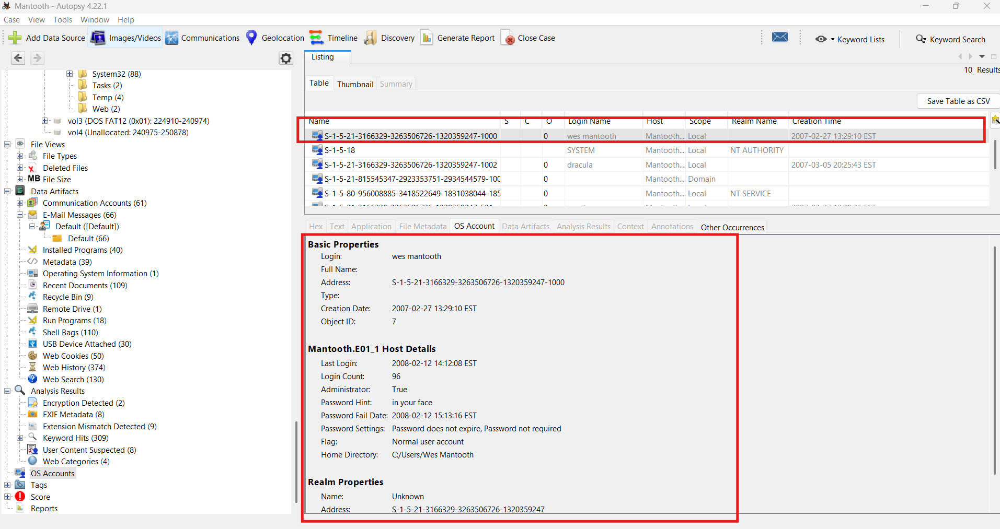 Mantooth - Autopsy 4.22.1
Case View Tools Window Help
Add Data Source Images/Videos Communications Geolocation Timeline Discovery Generate Report Close Case Keyword Lists Keyword Search
Listing
10 Results
Table Thumbnail Summary
Save Table as CSV
Name S C O Login Name Host Scope Realm Name Creation Time
S-1-5-21-3166329-3263506726-1320359247-1000 0 wes mantooth Mantooth.... Local 2007-02-27 13:29:10 EST
S-1-5-18 SYSTEM Mantooth.... Local NT AUTHORITY
S-1-5-21-3166329-3263506726-1320359247-1002 0 dracula Mantooth.... Local 2007-03-05 20:25:43 EST
S-1-5-21-815545347-2923353751-2934544579-100 0 Mantooth.... Domain
S-1-5-80-956008885-3418522649-1831038044-185 0 Mantooth.... Local NT SERVICE
System32 (88)
Tasks (2)
Temp (4)
Web (2)
vol3 (DOS FAT12 (0x01): 224910-240974)
vol4 (Unallocated: 240975-250878)
File Views
File Types
Deleted Files
MB File Size
Data Artifacts
Communication Accounts (61)
E-Mail Messages (66)
Default ([Default])
Default (66)
Installed Programs (40)
Metadata (39)
Operating System Information (1)
Recent Documents (109)
Recycle Bin (9)
Remote Drive (1)
Run Programs (18)
Shell Bags (110)
USB Device Attached (30)
Web Cookies (50)
Web History (374)
Web Search (130)
Analysis Results
Encryption Detected (2)
EXIF Metadata (8)
Extension Mismatch Detected (9)
Keyword Hits (309)
User Content Suspected (8)
Web Categories (4)
OS Accounts
Tags
Score
Reports
Hex Text Application File Metadata OS Account Data Artifacts Analysis Results Context Annotations Other Occurrences
Basic Properties
Login: wes mantooth
Full Name:
Address: S-1-5-21-3166329-3263506726-1320359247-1000
Type:
Creation Date: 2007-02-27 13:29:10 EST
Object ID: 7
Mantooth.E01_1 Host Details
Last Login: 2008-02-12 14:12:08 EST
Login Count: 96
Administrator: True
Password Hint: in your face
Password Fail Date: 2008-02-12 15:13:16 EST
Password Settings: Password does not expire, Password not required
Flag: Normal user account
Home Directory: C:/Users/Wes Mantooth
Realm Properties
Name: Unknown
Address: S-1-5-21-3166329-3263506726-1320359247